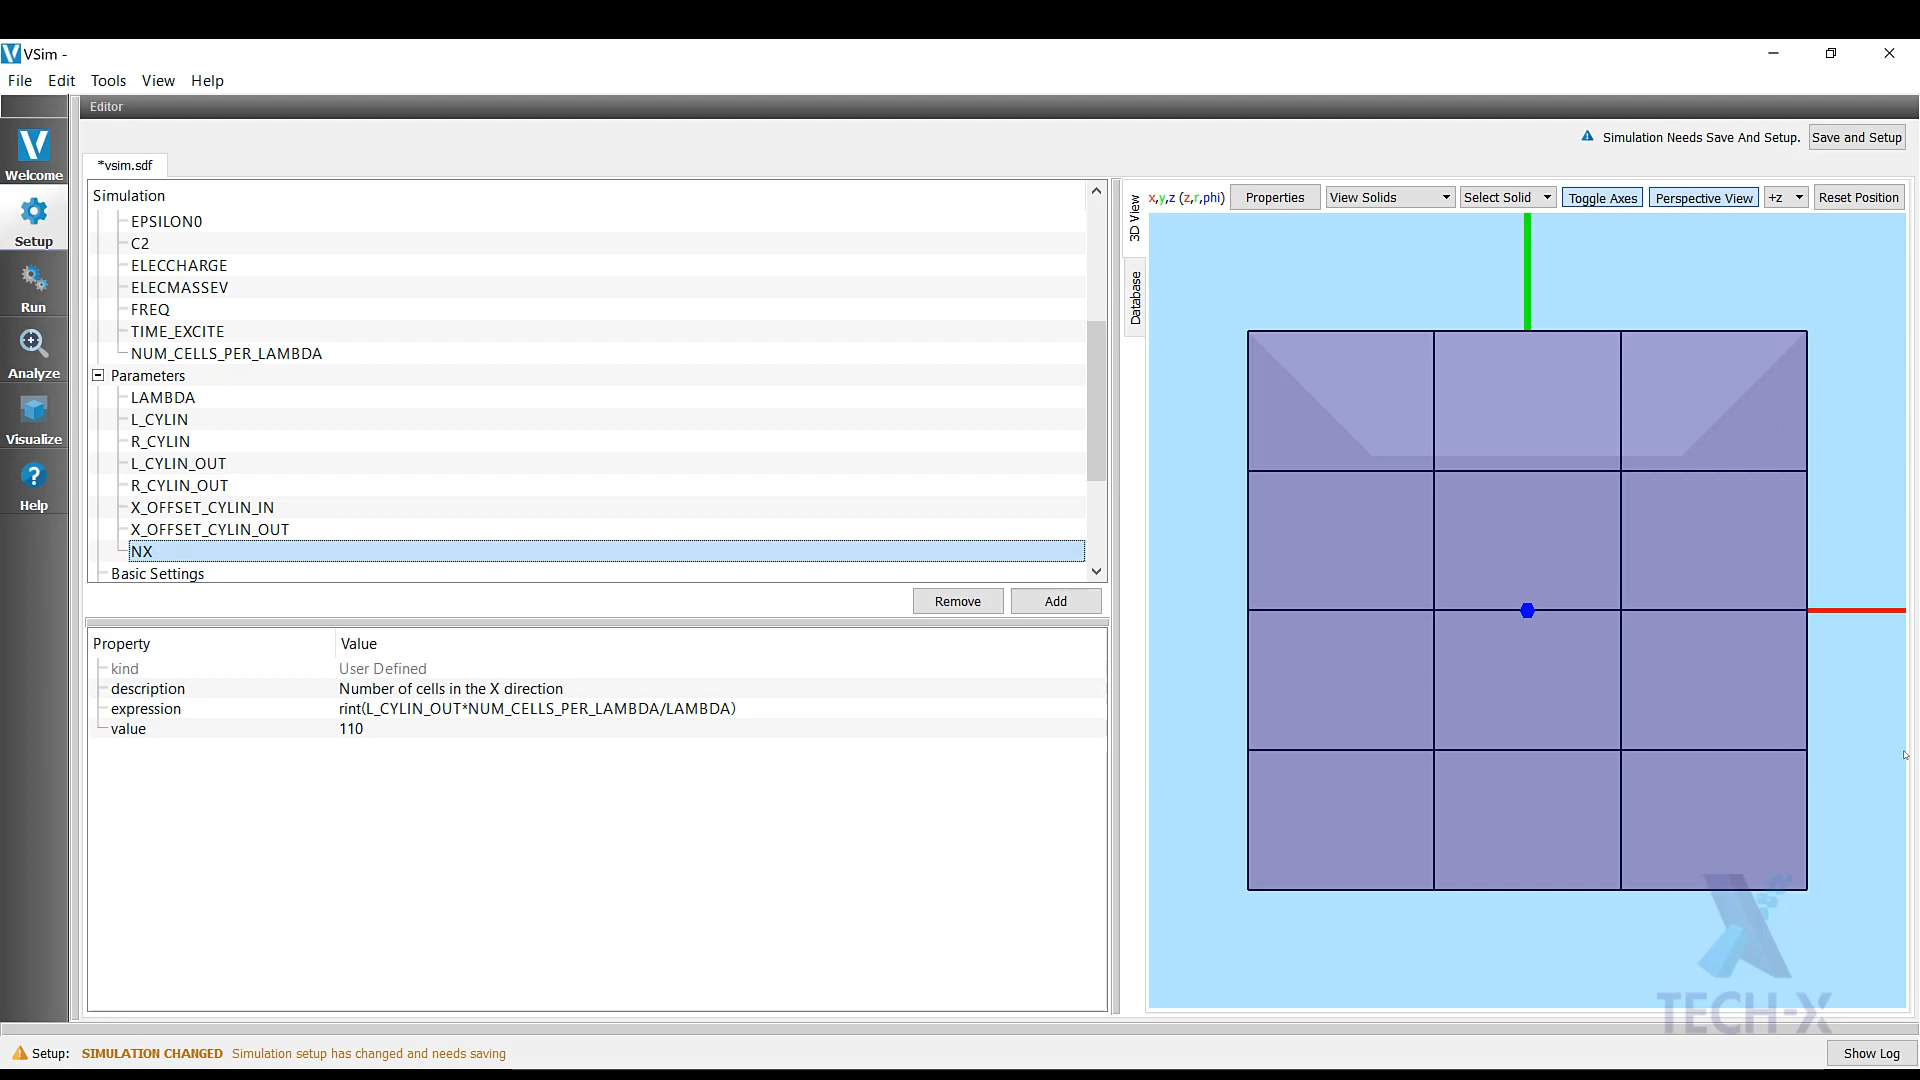 VSim -
File Edit Tools View Help
Editor
Simulation Needs Save And Setup. Save and Setup
*vsim.sdf
Welcome
Setup
Run
Analyze
Visualize
Help
Simulation
EPSILON0
C2
ELECCHARGE
ELECMASSEV
FREQ
TIME_EXCITE
NUM_CELLS_PER_LAMBDA
Parameters
LAMBDA
L_CYLIN
R_CYLIN
L_CYLIN_OUT
R_CYLIN_OUT
X_OFFSET_CYLIN_IN
X_OFFSET_CYLIN_OUT
NX
Basic Settings
Remove Add
Property Value
kind User Defined
description Number of cells in the X direction
expression rint(L_CYLIN_OUT*NUM_CELLS_PER_LAMBDA/LAMBDA)
value 110
3D View
Database
x,y,z (z,r,phi) Properties View Solids Select Solid Toggle Axes Perspective View +z Reset Position
TECH-X
Setup: SIMULATION CHANGED Simulation setup has changed and needs saving
Show Log